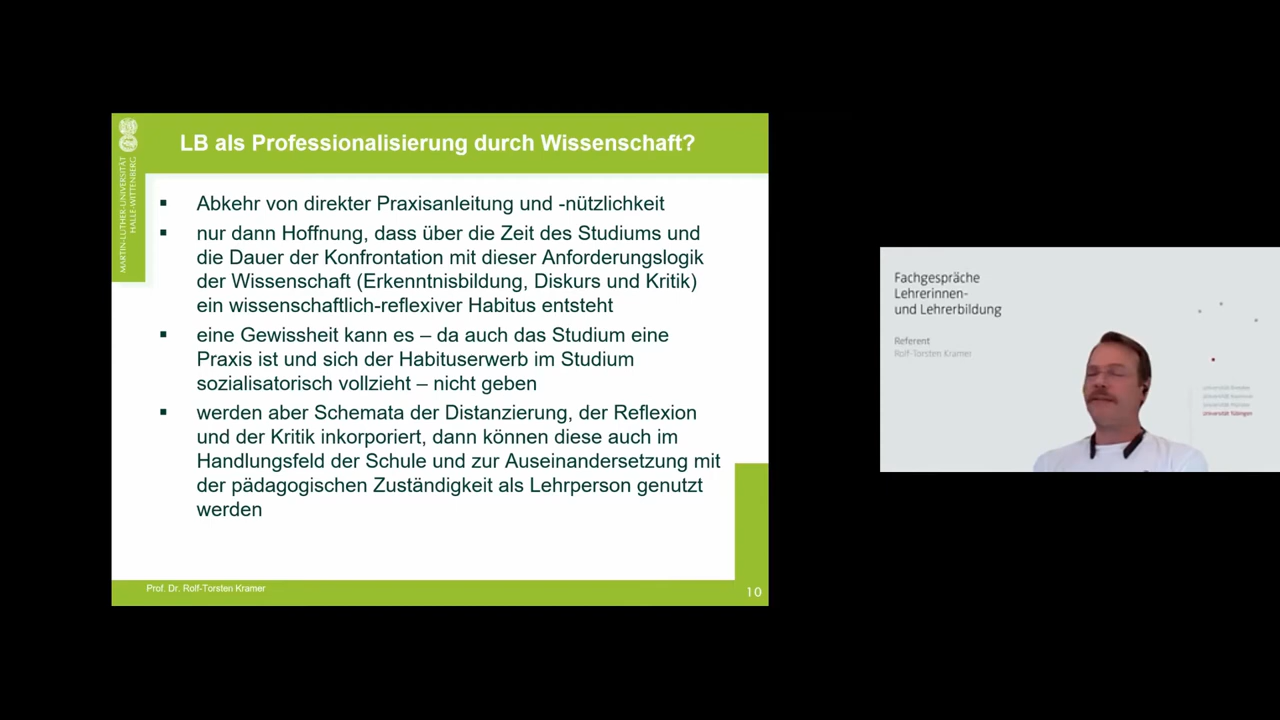 LB als Professionalisierung durch Wissenschaft?
MARTIN-LUTHER-UNIVERSITÄT
HALLE-WITTENBERG
▪ Abkehr von direkter Praxisanleitung und -nützlichkeit
▪ nur dann Hoffnung, dass über die Zeit des Studiums und
die Dauer der Konfrontation mit dieser Anforderungslogik
der Wissenschaft (Erkenntnisbildung, Diskurs und Kritik)
ein wissenschaftlich-reflexiver Habitus entsteht
▪ eine Gewissheit kann es – da auch das Studium eine
Praxis ist und sich der Habituserwerb im Studium
sozialisatorisch vollzieht – nicht geben
▪ werden aber Schemata der Distanzierung, der Reflexion
und der Kritik inkorporiert, dann können diese auch im
Handlungsfeld der Schule und zur Auseinandersetzung mit
der pädagogischen Zuständigkeit als Lehrperson genutzt
werden
Prof. Dr. Rolf-Torsten Kramer
10
Fachgespräche
Lehrerinnen-
und Lehrerbildung
Referent
Rolf-Torsten Kramer
Universität
Universität
Universität
Universität Tübingen